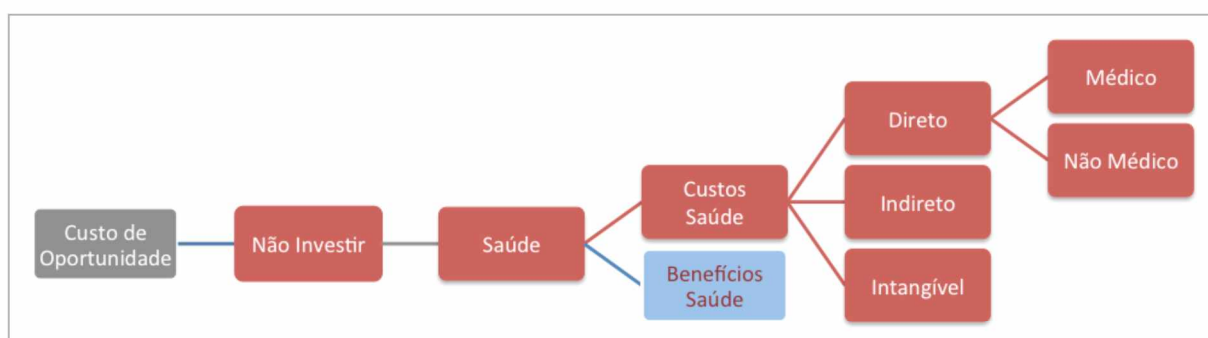 Custo de
Oportunidade
Não Investir
Saúde
Custos
Saúde
Benefícios
Saúde
Direto
Indireto
Intangível
Médico
Não Médico